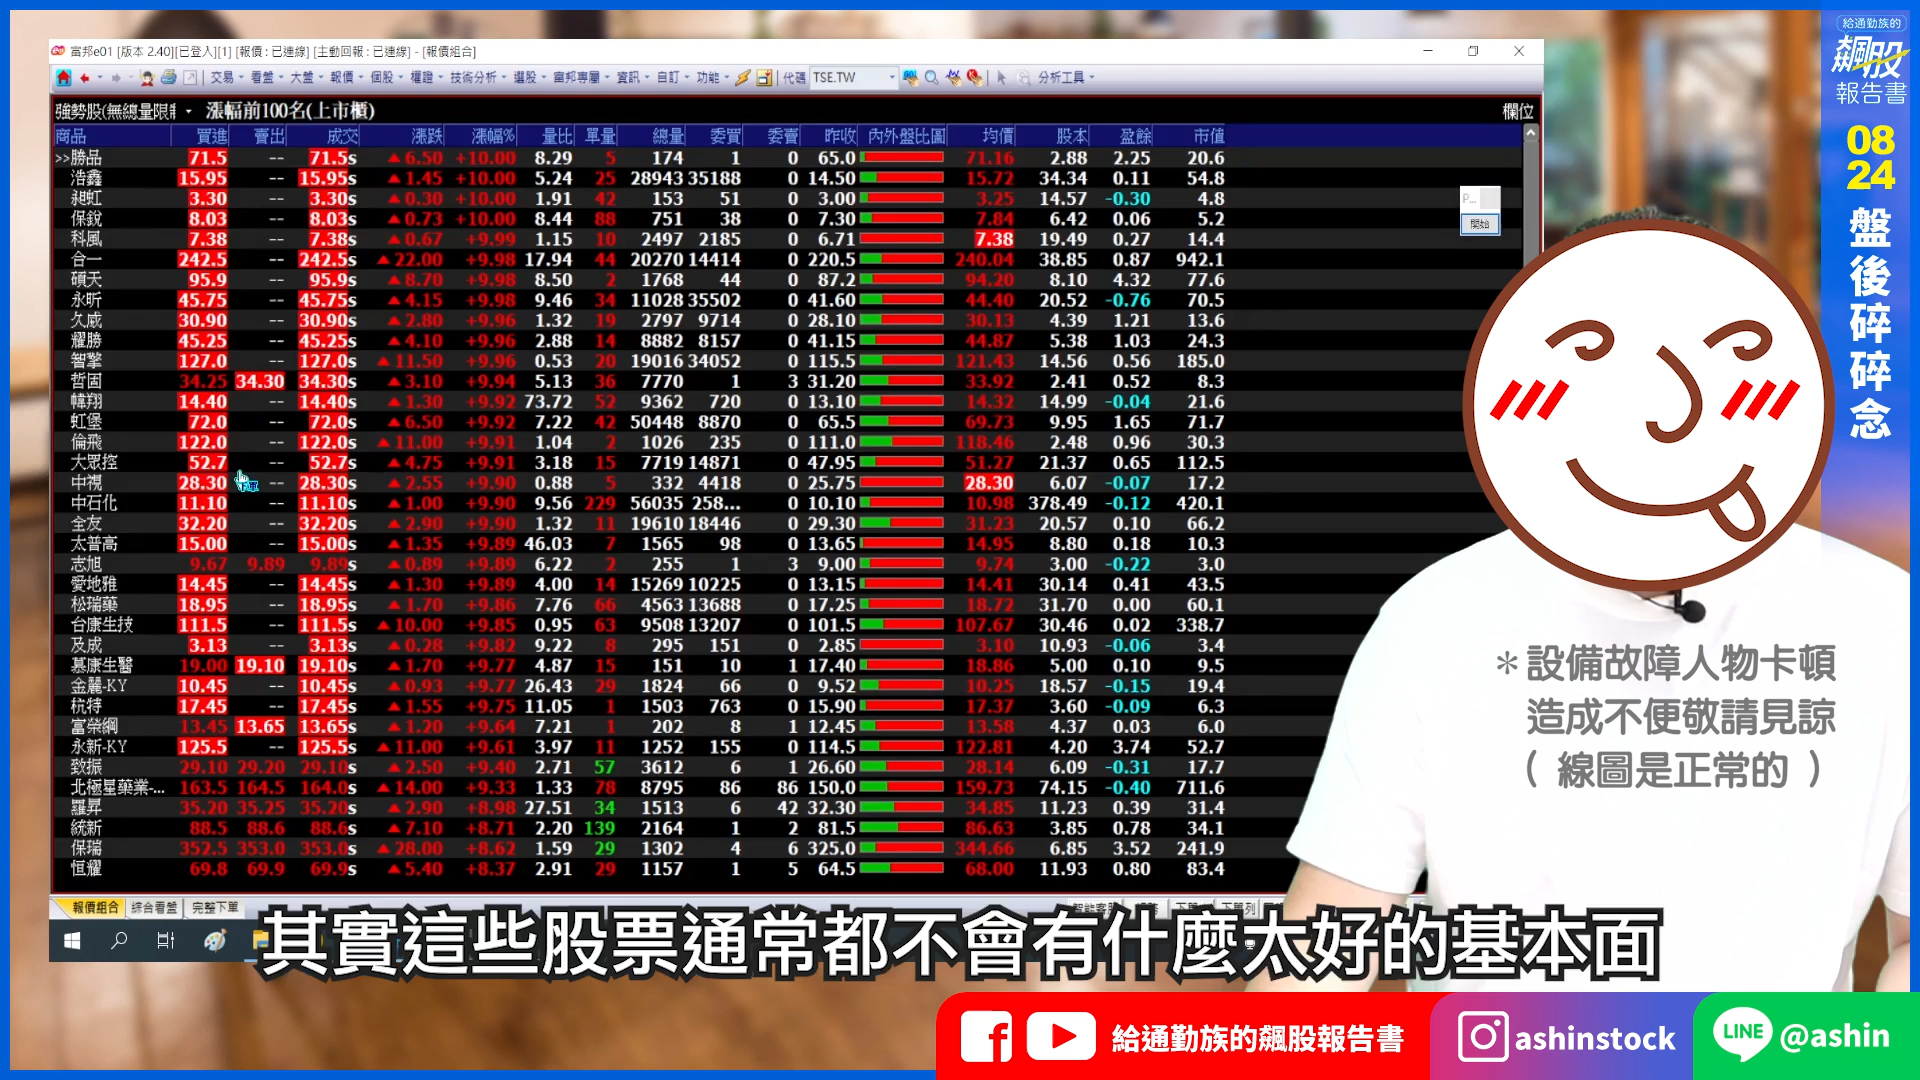 富邦e01 [版本 2.40][已登入][1] [報價 : 已連線] [主動回報 : 已連線] - [報價組合]
交易 看盤 大盤 報價 個股 權證 技術分析 選股 富邦專屬 資訊 自訂 功能 代碼 TSE.TW 分析工具
漲幅前100名(上市櫃) 欄位
商品 買進 賣出 成交 漲跌 漲幅% 量比 單量 總量 委買 委賣 昨收 內外盤比圖 均價 股本 盈餘 市值
>>勝品 71.5 -- 71.5s ▲6.50 +10.00 8.29 5 174 1 0 65.0 71.16 2.88 2.25 20.6
浩鑫 15.95 -- 15.95s ▲1.45 +10.00 5.24 25 28943 35188 0 14.50 15.72 34.34 0.11 54.8
昶虹 3.30 -- 3.30s ▲0.30 +10.00 1.91 42 153 51 0 3.00 3.25 14.57 -0.30 4.8
保銳 8.03 -- 8.03s ▲0.73 +10.00 8.44 88 751 38 0 7.30 7.84 6.42 0.06 5.2
科風 7.38 -- 7.38s ▲0.67 +9.99 1.15 10 2497 2185 0 6.71 7.38 19.49 0.27 14.4
合一 242.5 -- 242.5s ▲22.00 +9.98 17.94 44 20270 14414 0 220.5 240.04 38.85 0.87 942.1
碩天 95.9 -- 95.9s ▲8.70 +9.98 8.50 2 1768 44 0 87.2 94.20 8.10 4.32 77.6
永昕 45.75 -- 45.75s ▲4.15 +9.98 9.46 34 11028 35502 0 41.60 44.40 20.52 -0.76 70.5
久威 30.90 -- 30.90s ▲2.80 +9.96 1.32 19 2797 9714 0 28.10 30.13 4.39 1.21 13.6
耀勝 45.25 -- 45.25s ▲4.10 +9.96 2.88 14 8882 8157 0 41.15 44.87 5.38 1.03 24.3
智擎 127.0 -- 127.0s ▲11.50 +9.96 0.53 20 19016 34052 0 115.5 121.43 14.56 0.56 185.0
哲固 34.25 34.30 34.30s ▲3.10 +9.94 5.13 36 7770 1 3 31.20 33.92 2.41 0.52 8.3
幃翔 14.40 -- 14.40s ▲1.30 +9.92 73.72 52 9362 720 0 13.10 14.32 14.99 -0.04 21.6
虹堡 72.0 -- 72.0s ▲6.50 +9.92 7.22 42 50448 8870 0 65.5 69.73 9.95 1.65 71.7
倫飛 122.0 -- 122.0s ▲11.00 +9.91 1.04 2 1026 235 0 111.0 118.46 2.48 0.96 30.3
大眾控 52.7 -- 52.7s ▲4.75 +9.91 3.18 15 7719 14871 0 47.95 51.27 21.37 0.65 112.5
中視 28.30 -- 28.30s ▲2.55 +9.90 0.88 5 332 4418 0 25.75 28.30 6.07 -0.07 17.2
中石化 11.10 -- 11.10s ▲1.00 +9.90 9.56 229 56035 258... 0 10.10 10.98 378.49 -0.12 420.1
全友 32.20 -- 32.20s ▲2.90 +9.90 1.32 11 19610 18446 0 29.30 31.23 20.57 0.10 66.2
太普高 15.00 -- 15.00s ▲1.35 +9.89 46.03 7 1565 98 0 13.65 14.95 8.80 0.18 10.3
志旭 9.67 9.89 9.89s ▲0.89 +9.89 6.22 2 255 1 3 9.00 9.74 3.00 -0.22 3.0
愛地雅 14.45 -- 14.45s ▲1.30 +9.89 4.00 14 15269 10225 0 13.15 14.41 30.14 0.41 43.5
松瑞藥 18.95 -- 18.95s ▲1.70 +9.86 7.76 66 4563 13688 0 17.25 18.72 31.70 0.00 60.1
台康生技 111.5 -- 111.5s ▲10.00 +9.85 0.95 63 9508 13207 0 101.5 107.67 30.46 0.02 338.7
及成 3.13 -- 3.13s ▲0.28 +9.82 9.22 8 295 151 0 2.85 3.10 10.93 -0.06 3.4
慕康生醫 19.00 19.10 19.10s ▲1.70 +9.77 4.87 15 151 10 1 17.40 18.86 5.00 0.10 9.5
金麗-KY 10.45 -- 10.45s ▲0.93 +9.77 26.43 29 1824 66 0 9.52 10.25 18.57 -0.15 19.4
杭特 17.45 -- 17.45s ▲1.55 +9.75 11.05 1 1503 763 0 15.90 17.37 3.60 -0.09 6.3
富榮綱 13.45 13.65 13.65s ▲1.20 +9.64 7.21 1 202 8 1 12.45 13.58 4.37 0.03 6.0
永新-KY 125.5 -- 125.5s ▲11.00 +9.61 3.97 11 1252 155 0 114.5 122.81 4.20 3.74 52.7
致振 29.10 29.20 29.10s ▲2.50 +9.40 2.71 57 3612 6 1 26.60 28.14 6.09 -0.31 17.7
北極星藥業-... 163.5 164.5 164.0s ▲14.00 +9.33 1.33 78 8795 86 86 150.0 159.73 74.15 -0.40 711.6
羅昇 35.20 35.25 35.20s ▲2.90 +8.98 27.51 34 1513 6 42 32.30 34.85 11.23 0.39 31.4
統新 88.5 88.6 88.6s ▲7.10 +8.71 2.20 139 2164 1 2 81.5 86.63 3.85 0.78 34.1
保瑞 352.5 353.0 353.0s ▲28.00 +8.62 1.59 29 1302 4 6 325.0 344.66 6.85 3.52 241.9
恒耀 69.8 69.9 69.9s ▲5.40 +8.37 2.91 29 1157 1 5 64.5 68.00 11.93 0.80 83.4
報價組合 綜合看盤 完整下單
P...
開始
下單
給通勤族的
飆股
報告書
08
24
盤後碎碎念
＊設備故障人物卡頓
造成不便敬請見諒
( 線圖是正常的 )
其實這些股票通常都不會有什麼太好的基本面
給通勤族的飆股報告書
ashinstock
LINE
@ashin